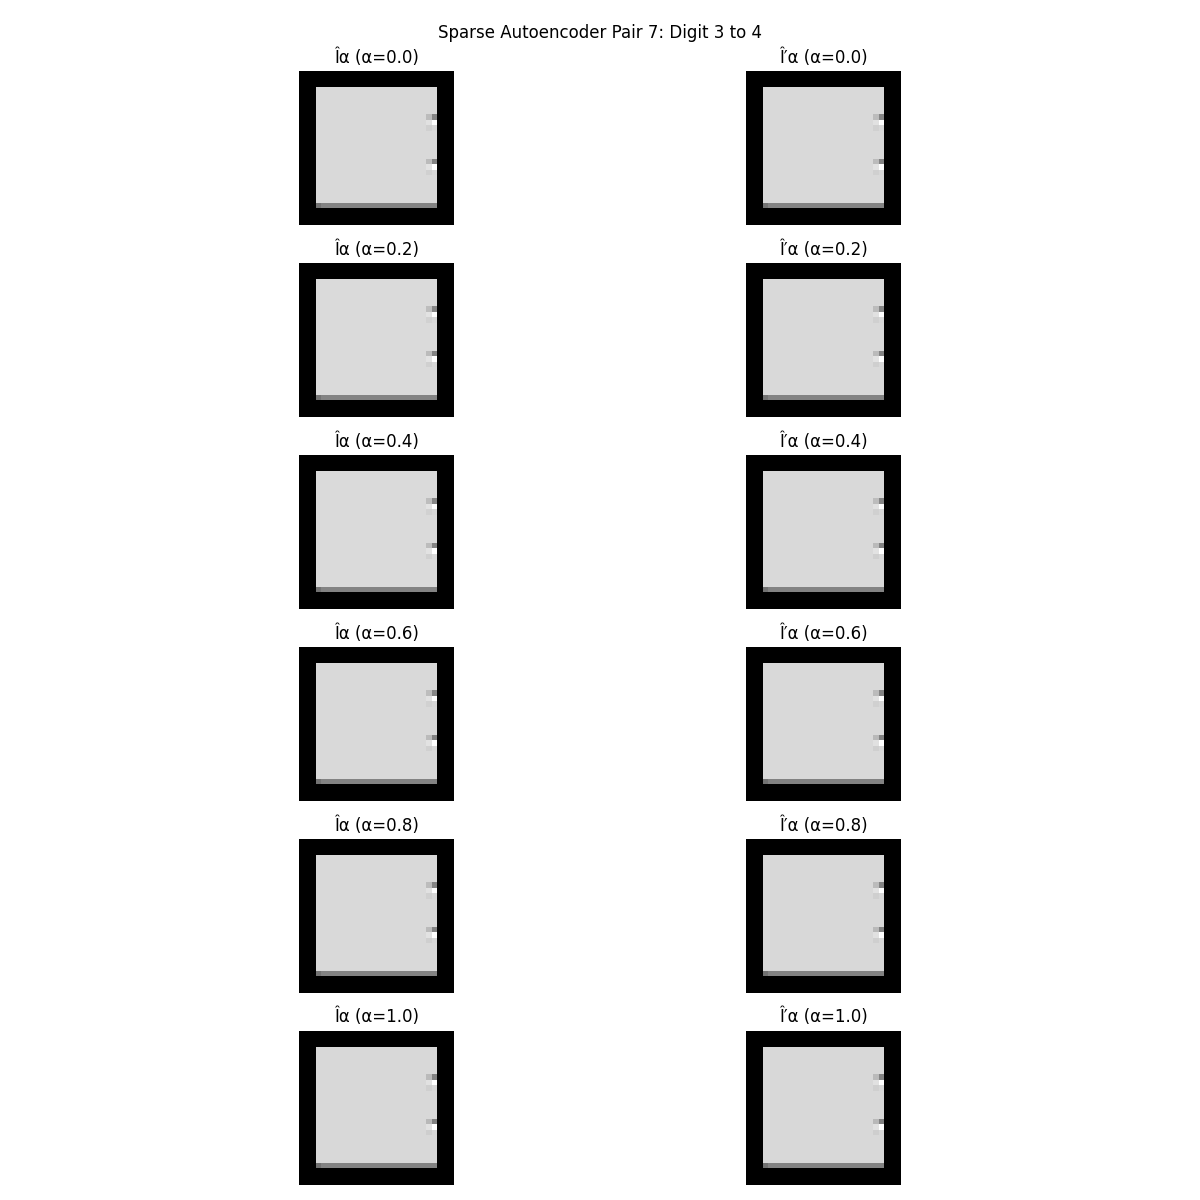 Sparse Autoencoder Pair 7: Digit 3 to 4
Îα (α=0.0) Î′α (α=0.0)
Îα (α=0.2) Î′α (α=0.2)
Îα (α=0.4) Î′α (α=0.4)
Îα (α=0.6) Î′α (α=0.6)
Îα (α=0.8) Î′α (α=0.8)
Îα (α=1.0) Î′α (α=1.0)